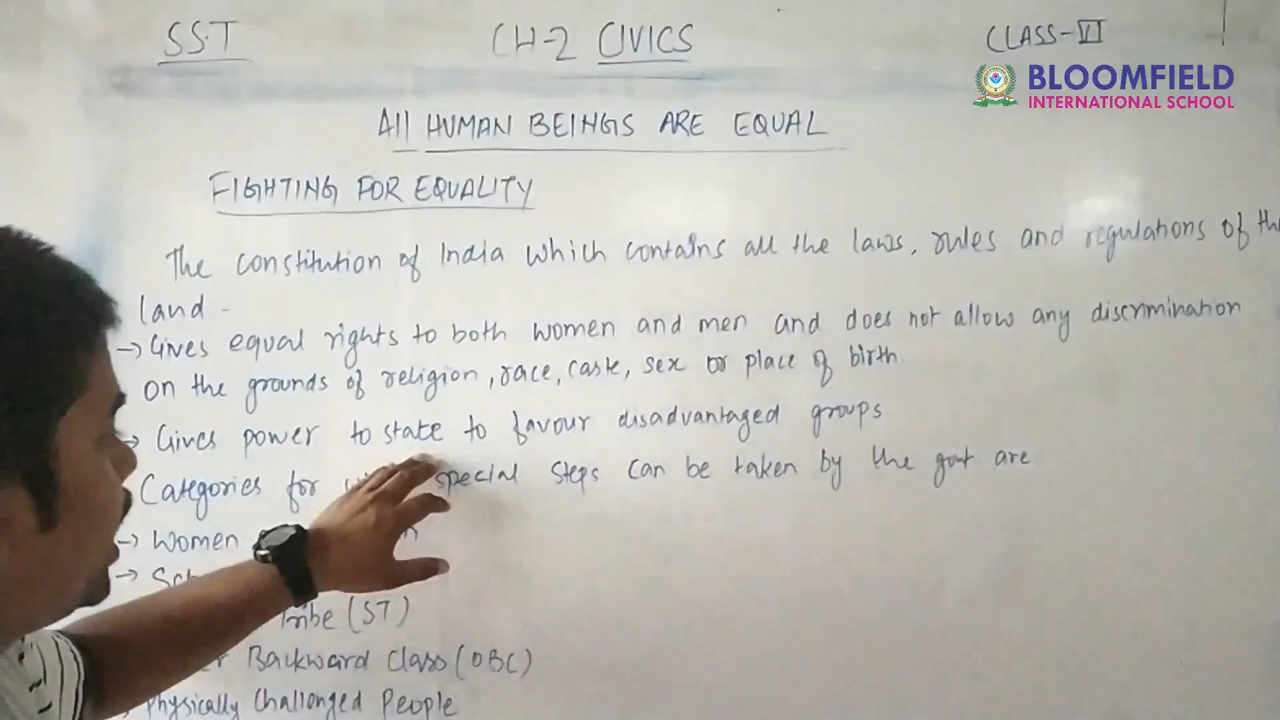 SST CH-2 CIVICS CLASS-VI
BLOOMFIELD
INTERNATIONAL SCHOOL
All HUMAN BEINGS ARE EQUAL
FIGHTING FOR EQUALITY
The constitution of India which contains all the laws, rules and regulations of
land -
→ Gives equal rights to both women and men and does not allow any discrimination
on the grounds of religion, race, caste, sex or place of birth
→ Gives power to state to favour disadvantaged groups
Categories for special steps can be taken by the govt are
→ Women
→
Tribe (ST)
Backward Class (OBC)
Physically Challenged People